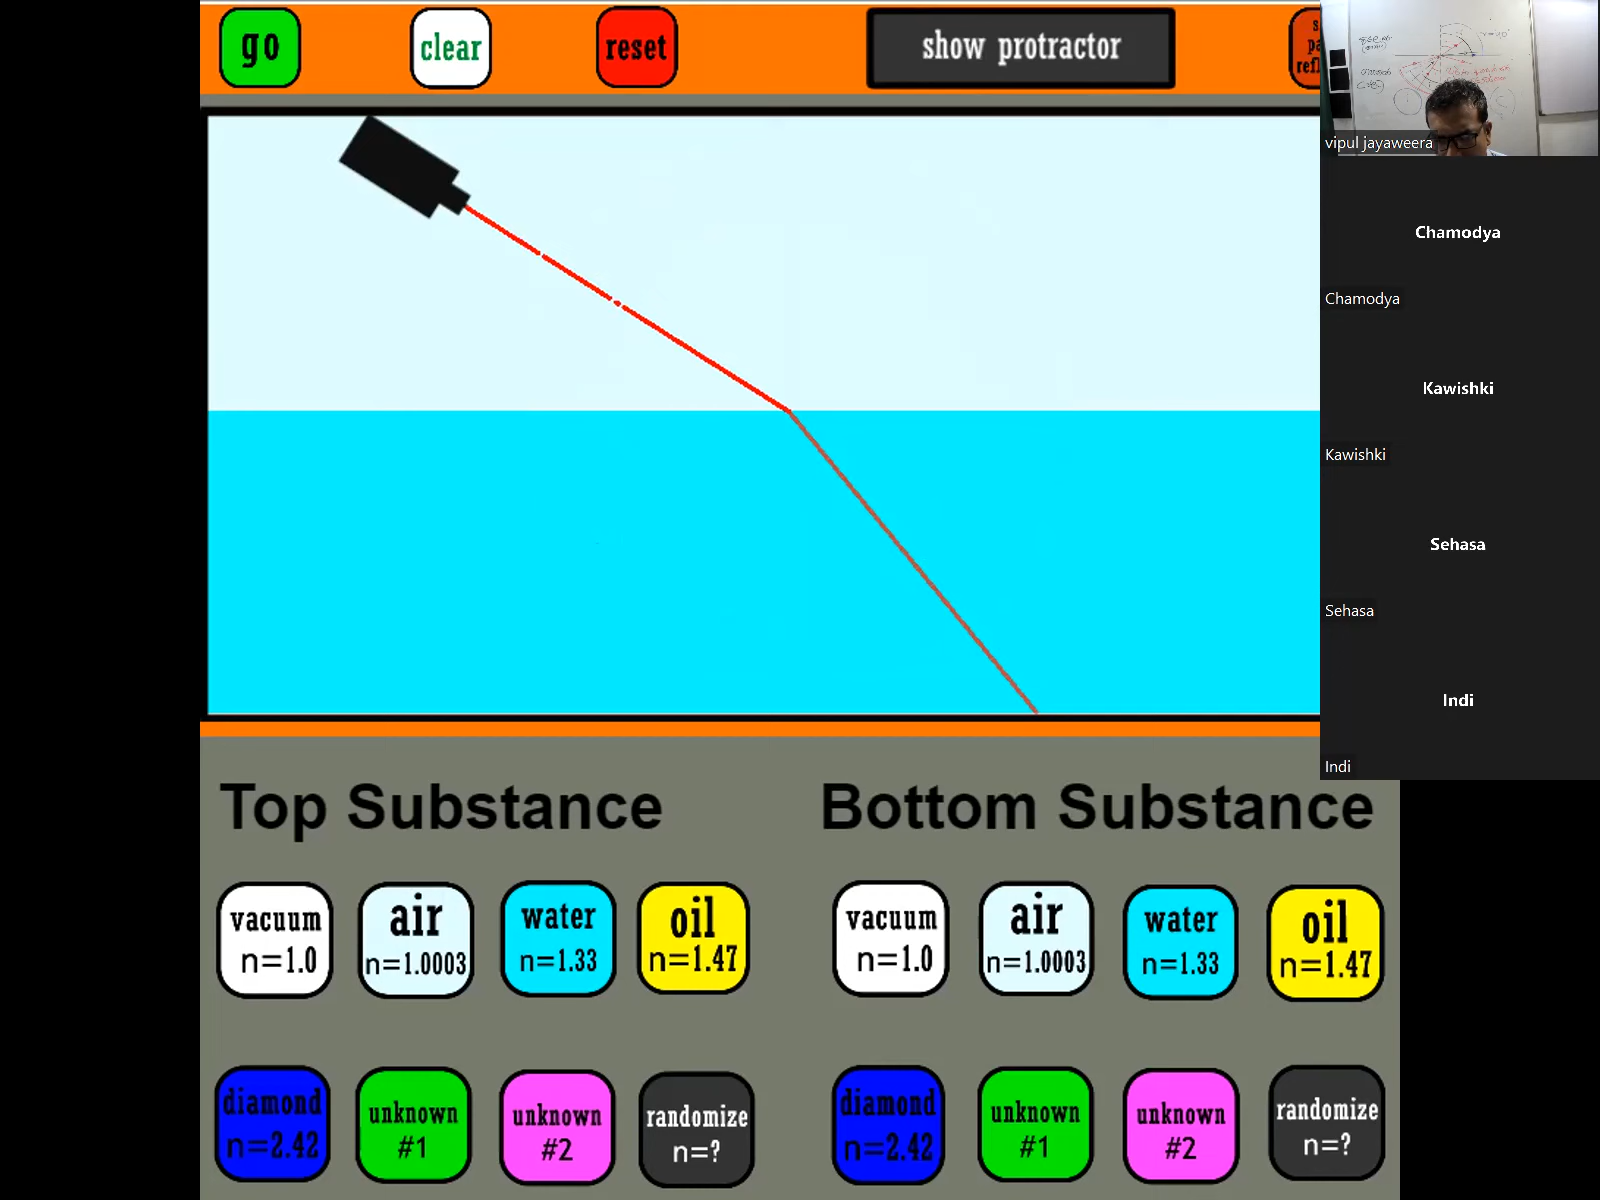 go
clear
reset
show protractor
vipul jayaweera
Chamodya
Chamodya
Kawishki
Kawishki
Sehasa
Sehasa
Indi
Indi
Top Substance
Bottom Substance
vacuum
n=1.0
air
n=1.0003
water
n=1.33
oil
n=1.47
vacuum
n=1.0
air
n=1.0003
water
n=1.33
oil
n=1.47
diamond
n=2.42
unknown
#1
unknown
#2
randomize
n=?
diamond
n=2.42
unknown
#1
unknown
#2
randomize
n=?